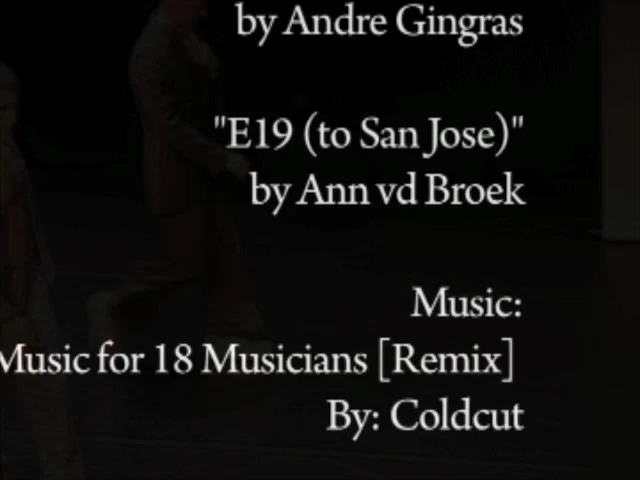 by Andre Gingras
"E19 (to San Jose)"
by Ann vd Broek
Music:
Music for 18 Musicians [Remix]
By: Coldcut